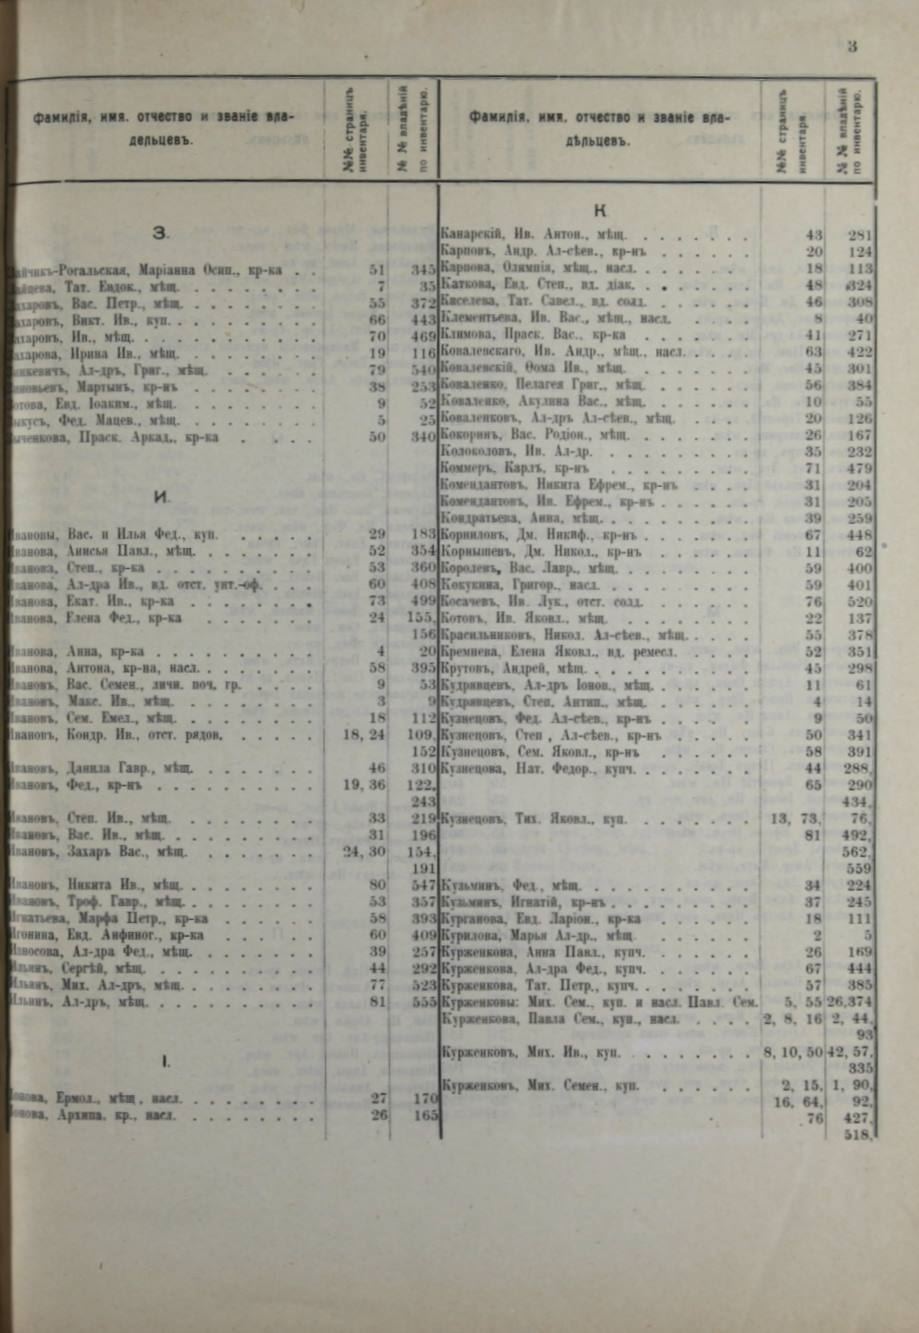 3
Фамилія, имя, отчество и званіе вла-
дельцевъ.
№№ страницъ
инвентаря.
№ № владѣній
по инвентарю.
З.
-Рогальская, Маріанна Осип., кр-ка . . 51 345
Тат. Евдок., мѣщ. 7 35
Вас. Петр., мѣщ. 55 372
Викт. Ив., куп. 66 443
Ив., мѣщ. 70 469
Ирина Ив., мѣщ. 19 116
Ал-дръ, Григ., мѣщ. 79 540
Мартынъ, кр-нъ 38 253
Евд. Іоаким., мѣщ. 9 52
Фед. Мацев., мѣщ. 5 25
Праск. Аркад., кр-ка 50 340
И.
Ивановы, Вас. и Илья Фед., куп. 29 183
Иванова, Анисья Павл., мѣщ. 52 354
Иванова, Степ., кр-ка 53 360
Иванова, Ал-дра Ив., вд. отст. унт.-оф. 60 408
Иванова, Екат. Ив., кр-ка 73 499
Иванова, Елена Фед., кр-ка 24 155,
156
Иванова, Анна, кр-ка 4 20
Иванова, Антона, кр-на, насл. 58 395
Ивановъ, Вас. Семен., личн. поч. гр. 9 53
Ивановъ, Макс. Ив., мѣщ. 3 9
Ивановъ, Сем. Емел., мѣщ. 18 112
Ивановъ, Кондр. Ив., отст. рядов. 18, 24 109,
152
Ивановъ, Данила Гавр., мѣщ. 46 310
Ивановъ, Фед., кр-нъ 19, 36 122,
243
Ивановъ, Степ. Ив., мѣщ. 33 219
Ивановъ, Вас. Ив., мѣщ. 31 196
Ивановъ, Захаръ Вас., мѣщ. 24, 30 154,
191
Ивановъ, Никита Ив., мѣщ. 80 547
Ивановъ, Троф. Гавр., мѣщ. 53 357
Игнатьева, Марфа Петр., кр-ка 58 393
Игонина, Евд. Анфиног., кр-ка 60 409
Износова, Ал-дра Фед., мѣщ. 39 257
Ильинъ, Сергѣй, мѣщ. 44 292
Ильинъ, Мих. Ал-дръ, мѣщ. 77 523
Ильинъ, Ал-дръ, мѣщ. 81 555
І.
Іонова, Ермол., мѣщ., насл. 27 170
Іонова, Архипа, кр., насл. 26 165
Фамилія, имя, отчество и званіе вла-
дѣльцевъ.
№№ страницъ
инвентаря.
№ № владѣній
по инвентарю.
К
Канарскій, Ив. Антон., мѣщ. 43 281
Карповъ, Андр. Ал-сѣев., кр-нъ 20 124
Карпова, Олимпія, мѣщ., насл. 18 113
Каткова, Евд. Степ., вд. діак. 48 324
Киселева, Тат. Савел., вд. солд. 46 308
Клементьева, Ив. Вас., мѣщ., насл. 8 40
Климова, Праск. Вас., кр-ка 41 271
Ковалевскаго, Ив. Андр., мѣщ., насл. 63 422
Ковалевскій, Ѳома Ив., мѣщ. 45 301
Коваленко, Пелагея Григ., мѣщ. 56 384
Коваленко, Акулина Вас., мѣщ. 10 55
Коваленковъ, Ал-дръ Ал-сѣев., мѣщ. 20 126
Кокоринъ, Вас. Родіон., мѣщ. 26 167
Колоколовъ, Ив. Ал-др. 35 232
Коммеръ, Карлъ, кр-нъ 71 479
Комендантовъ, Никита Ефрем., кр-нъ 31 204
Комендантовъ, Ив. Ефрем., кр-нъ 31 205
Кондратьева, Анна, мѣщ. 39 259
Корниловъ, Дм. Никиф., кр-нъ 67 448
Корнышевъ, Дм. Никол., кр-нъ 11 62
Королевъ, Вас. Лавр., мѣщ. 59 400
Кокукина, Григор., насл. 59 401
Косачевъ, Ив. Лук., отст. солд. 76 520
Котовъ, Ив. Яковл., мѣщ. 22 137
Красильниковъ, Никол. Ал-сѣев., мѣщ. 55 378
Кремнева, Елена Яковл., вд. ремесл. 52 351
Крутовъ, Андрей, мѣщ. 45 298
Кудрявцевъ, Ал-дръ Іонов., мѣщ. 11 61
Кудрявцевъ, Степ. Антип., мѣщ. 4 14
Кузнецовъ, Фед. Ал-сѣев., кр-нъ 9 50
Кузнецовъ, Степ., Ал-сѣев., кр-нъ 50 341
Кузнецовъ, Сем. Яковл., кр-нъ 58 391
Кузнецова, Нат. Федор., купч. 44 288,
65 290
434,
Кузнецовъ, Тих. Яковл., куп. 13, 73, 76,
81 492,
562,
559
Кузьминъ, Фед., мѣщ. 34 224
Кузьминъ, Игнатій, кр-нъ 37 245
Курганова, Евд. Ларіон., кр-ка 18 111
Курилова, Марья Ал-др., мѣщ. 2 5
Курженкова, Анна Павл., купч. 26 169
Курженкова, Ал-дра Фед., купч. 67 444
Курженкова, Тат. Петр., купч. 57 385
Курженковы: Мих. Сем., куп. и насл. Павл. Сем. 5, 55 26,374
Курженкова, Павла Сем., куп., насл. 2, 8, 16 2, 44,
93
Курженковъ, Мих. Ив., куп. 8, 10, 50 42, 57,
335
Курженковъ, Мих. Семен., куп. 2, 15, 1, 90,
16, 64, 92,
76 427,
518,